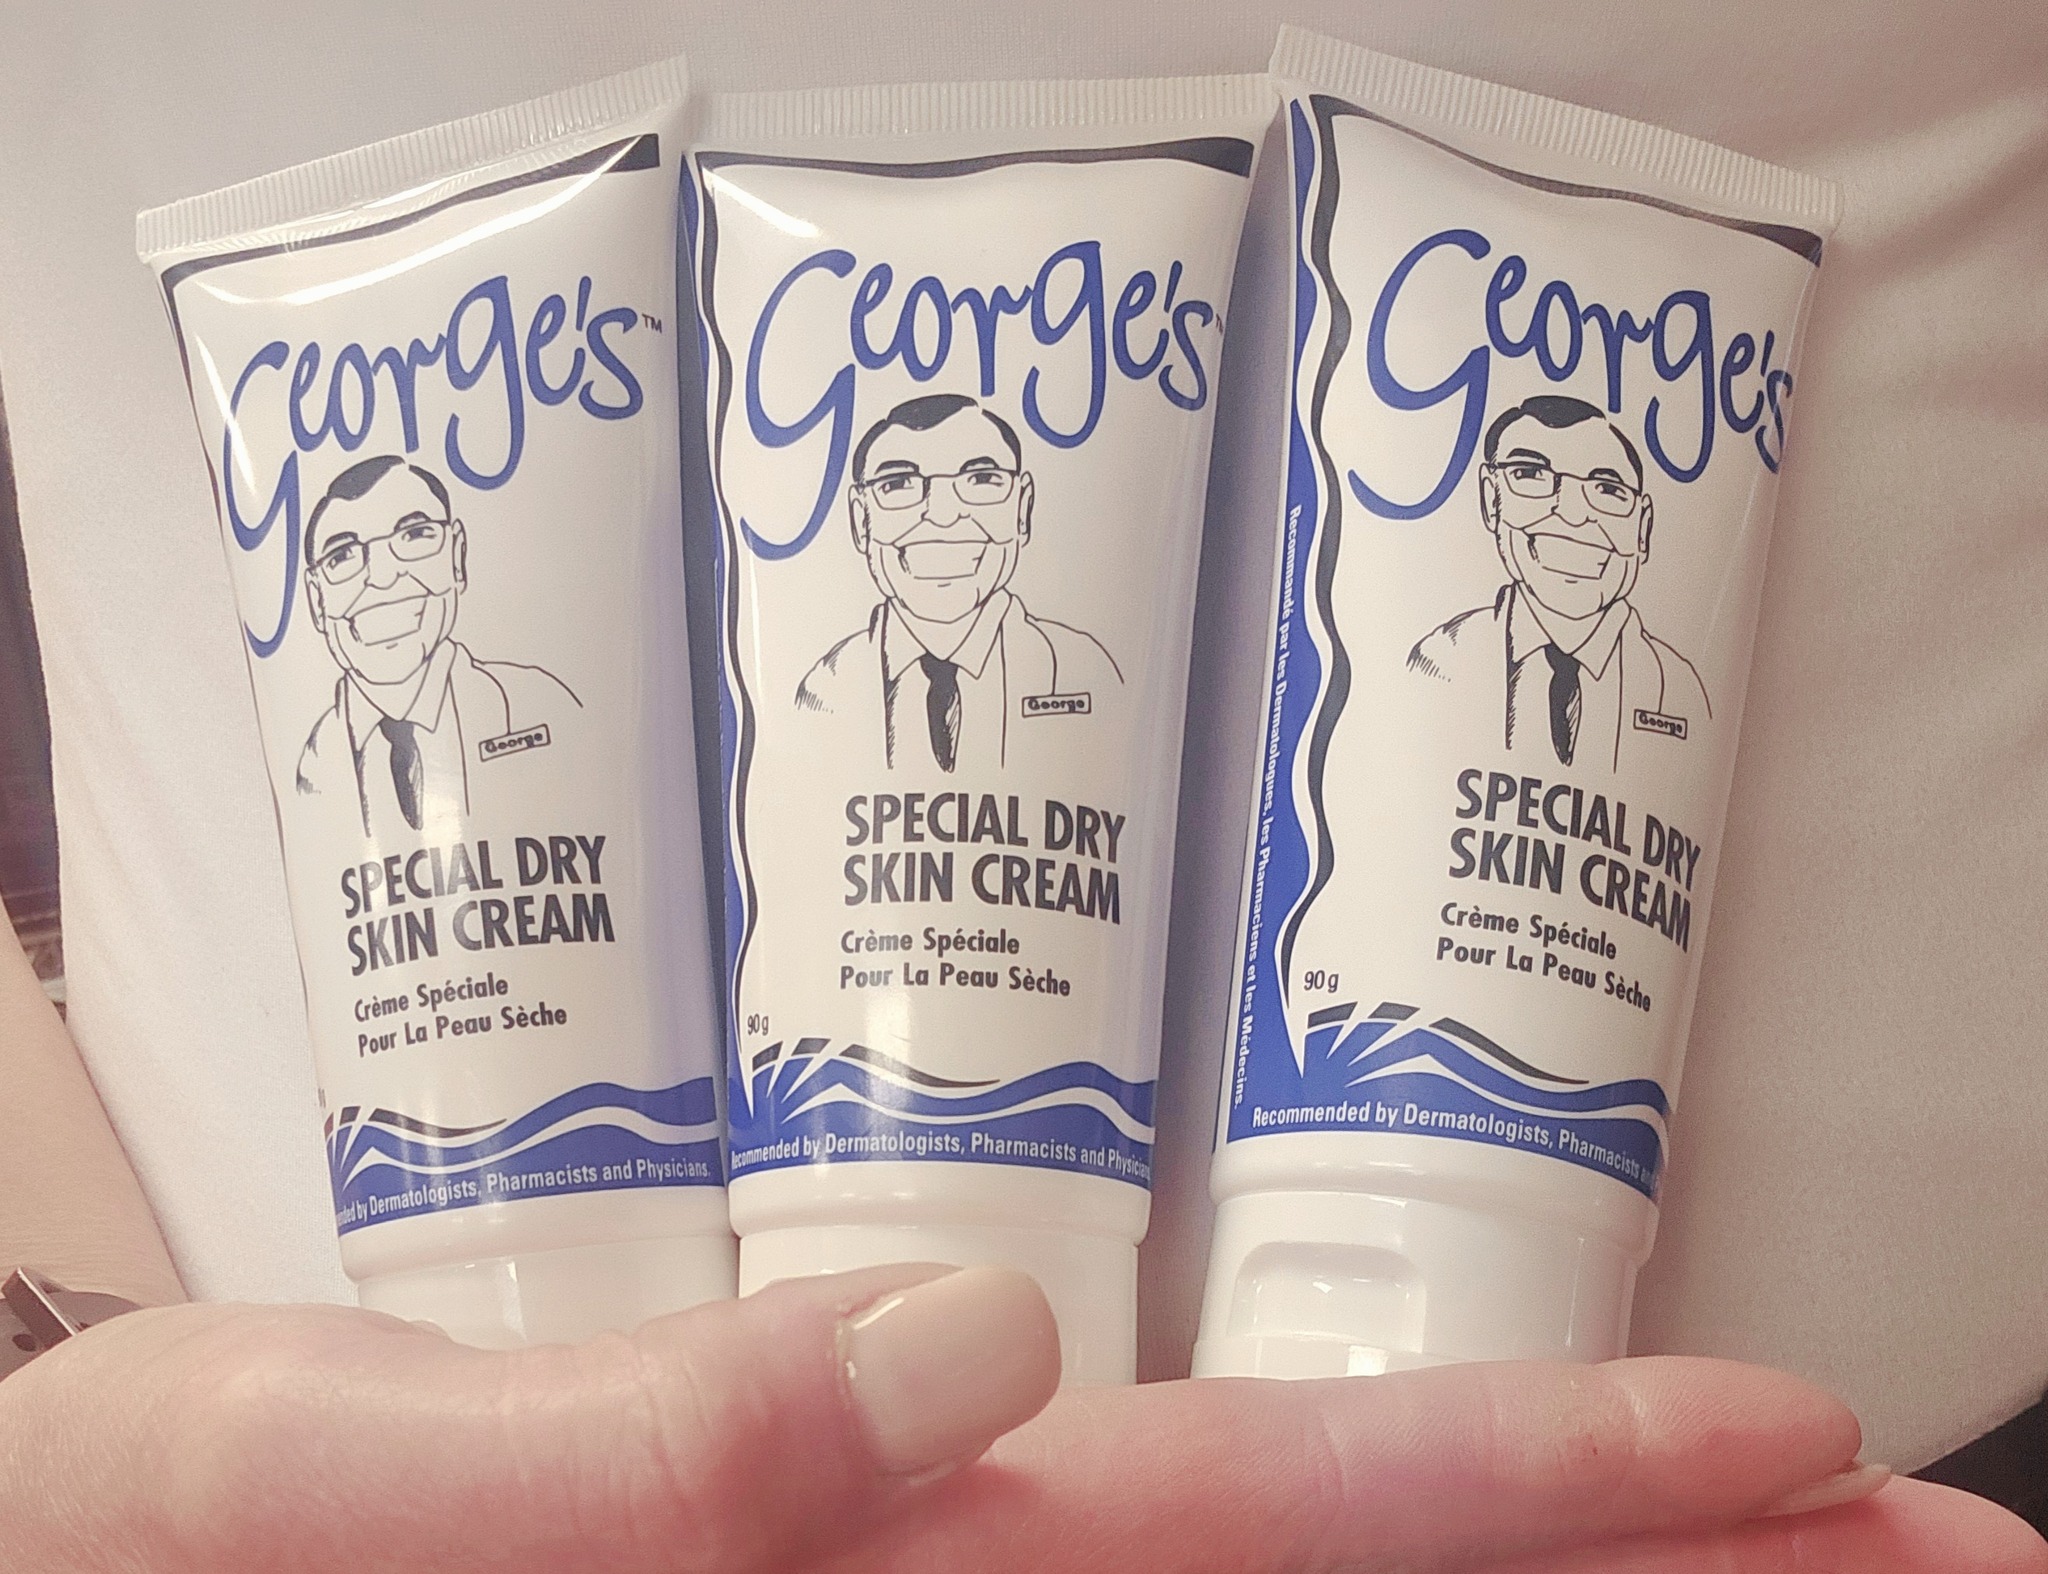 George's™
George
SPECIAL DRY
SKIN CREAM
Crème Spéciale
Pour La Peau Sèche
by Dermatologists, Pharmacists and Physicians.
George's
George
SPECIAL DRY
SKIN CREAM
Crème Spéciale
Pour La Peau Sèche
90 g
Recommended by Dermatologists, Pharmacists and Physicians
George's
George
SPECIAL DRY
SKIN CREAM
Crème Spéciale
Pour La Peau Sèche
90 g
Recommended by Dermatologists, Pharmacists
Recommandé par les Dermatologues, les Pharmaciens et les Médecins.